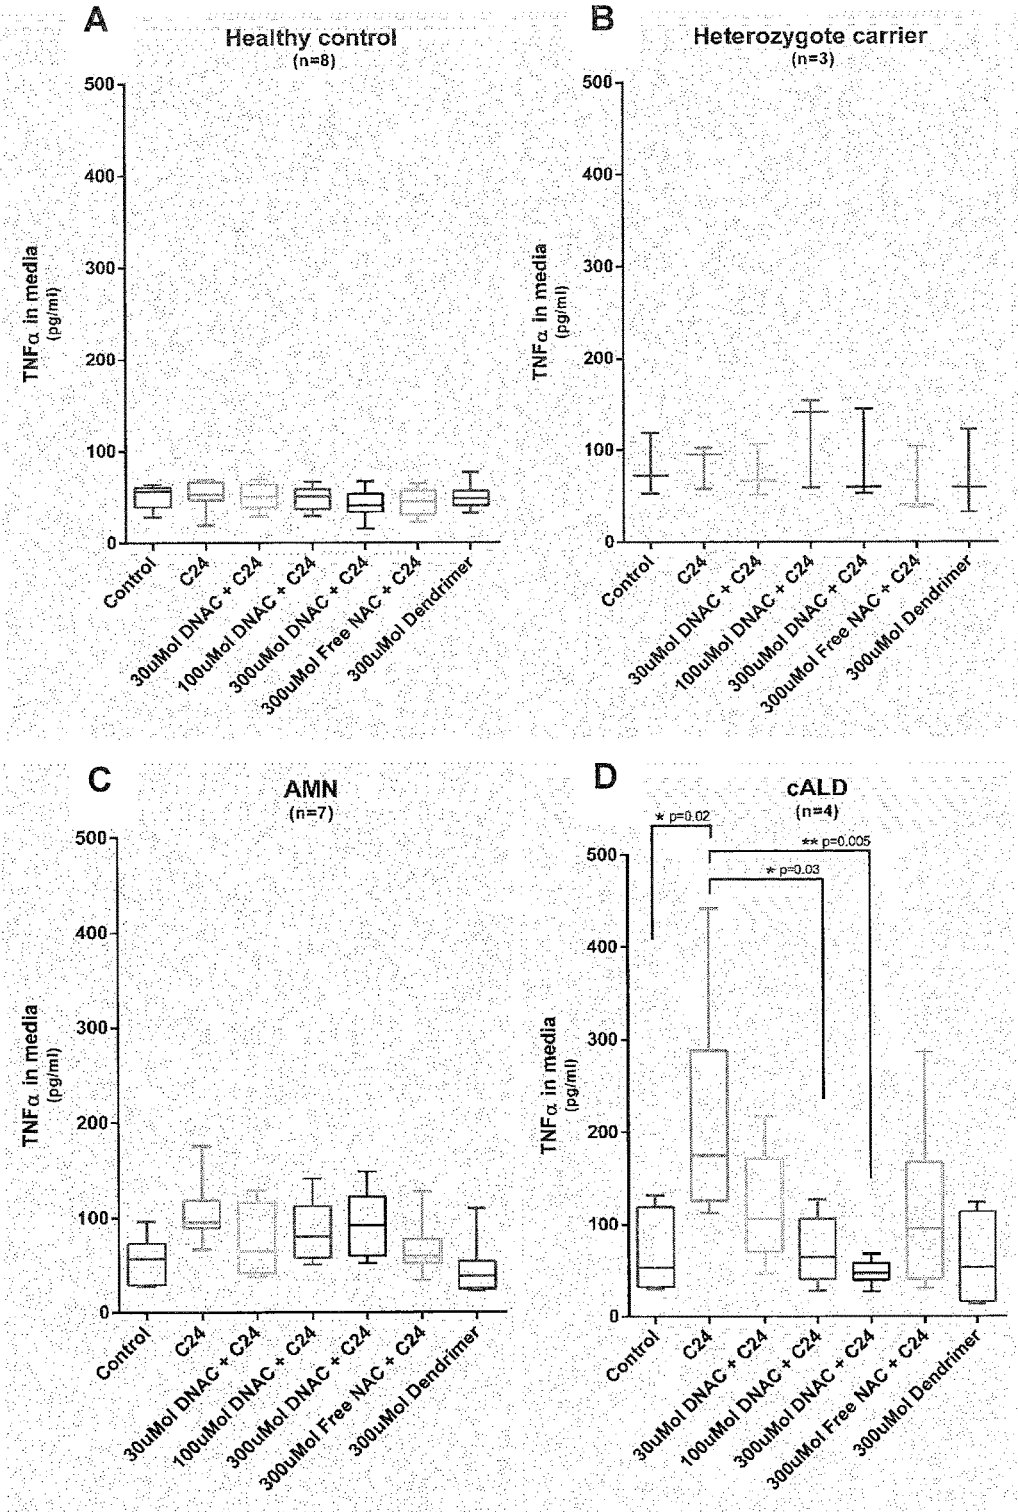 A
Healthy control
(n=8)
500
400
300
200
100
0
TNFα in media
(pg/ml)
Control
C24
30uMol DNAC + C24
100uMol DNAC + C24
300uMol DNAC + C24
300uMol Free NAC + C24
300uMol Dendrimer
B
Heterozygote carrier
(n=3)
500
400
300
200
100
0
TNFα in media
(pg/ml)
Control
C24
30uMol DNAC + C24
100uMol DNAC + C24
300uMol DNAC + C24
300uMol Free NAC + C24
300uMol Dendrimer
C
AMN
(n=7)
500
400
300
200
100
0
TNFα in media
(pg/ml)
Control
C24
30uMol DNAC + C24
100uMol DNAC + C24
300uMol DNAC + C24
300uMol Free NAC + C24
300uMol Dendrimer
D
cALD
(n=4)
* p=0.02
** p=0.005
* p=0.03
500
400
300
200
100
0
TNFα in media
(pg/ml)
Control
C24
30uMol DNAC + C24
100uMol DNAC + C24
300uMol DNAC + C24
300uMol Free NAC + C24
300uMol Dendrimer